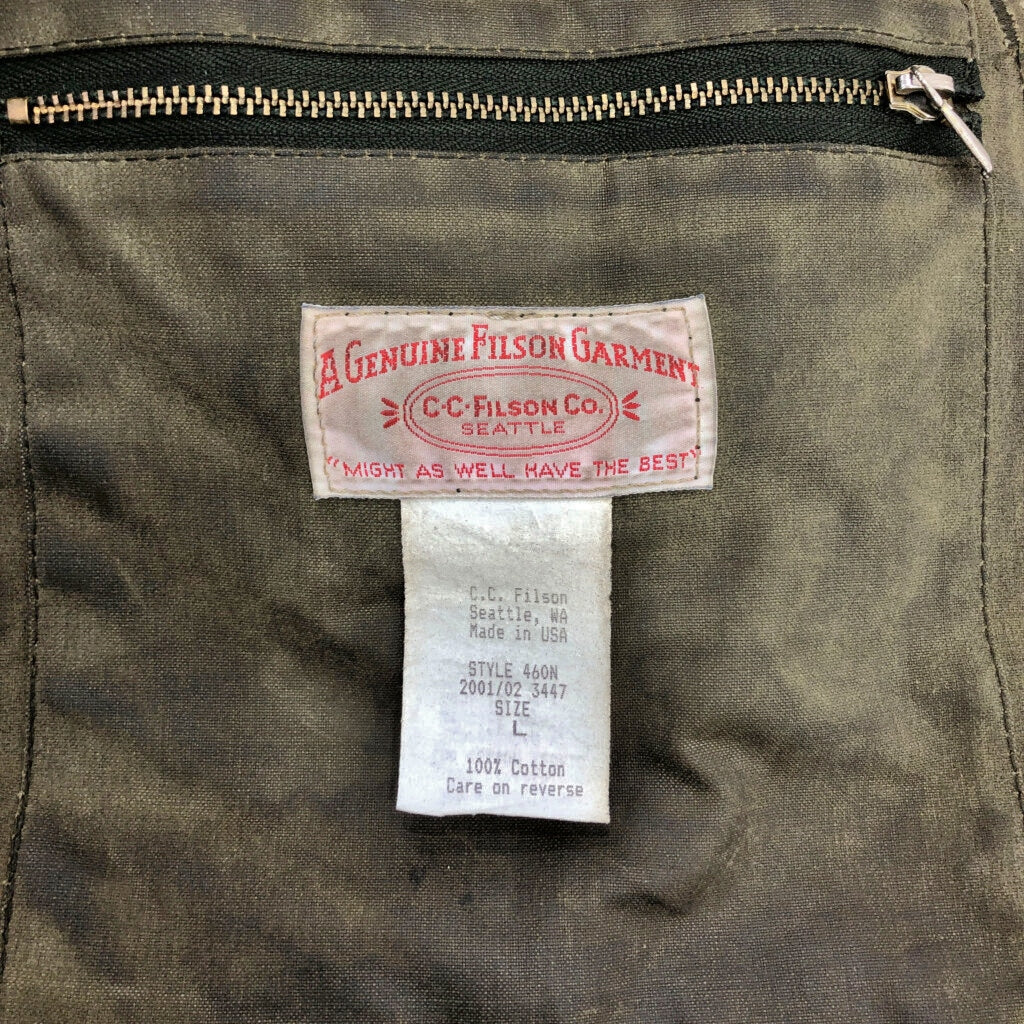 A GENUINE FILSON GARMENT
C·C·FILSON CO.
SEATTLE
"MIGHT AS WELL HAVE THE BEST"
C.C. Filson
Seattle, WA
Made in USA
STYLE 460N
2001/02 3447
SIZE
L
100% Cotton
Care on reverse